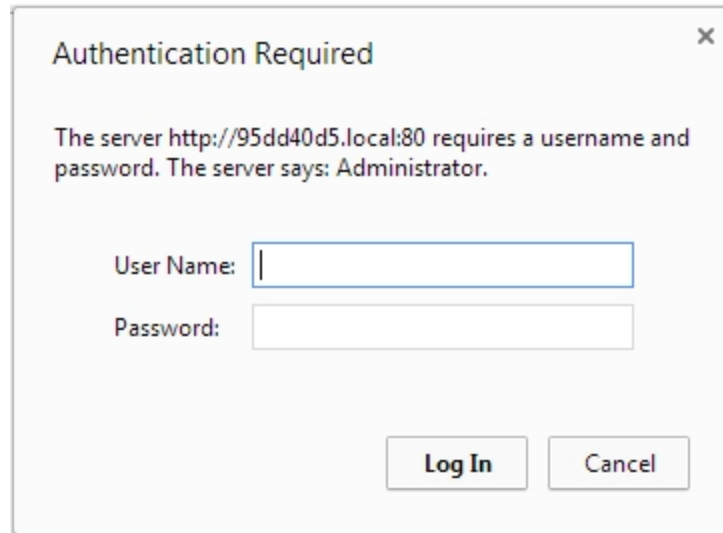 Authentication Required
The server http://95dd40d5.local:80 requires a username and
password. The server says: Administrator.
User Name:
Password:
Log In
Cancel